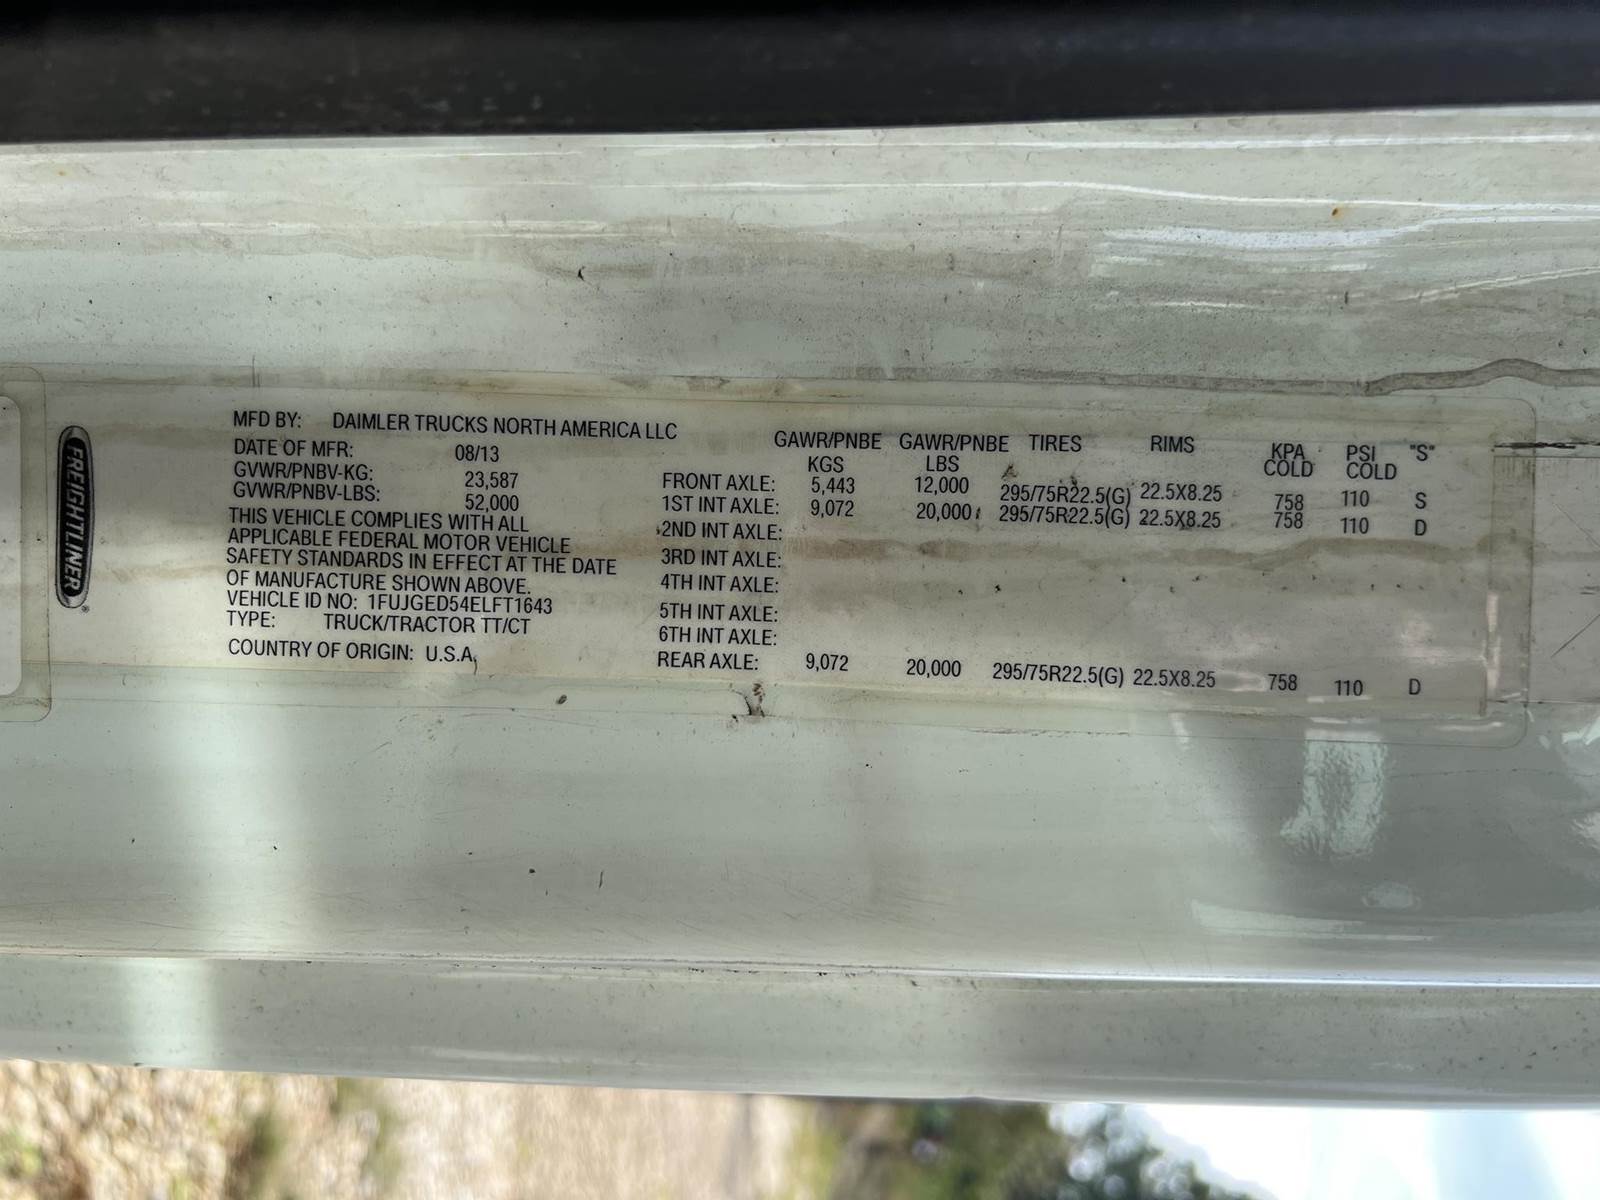 FREIGHTLINER®
MFD BY: DAIMLER TRUCKS NORTH AMERICA LLC
DATE OF MFR: 08/13
GVWR/PNBV-KG: 23,587
GVWR/PNBV-LBS: 52,000
THIS VEHICLE COMPLIES WITH ALL
APPLICABLE FEDERAL MOTOR VEHICLE
SAFETY STANDARDS IN EFFECT AT THE DATE
OF MANUFACTURE SHOWN ABOVE.
VEHICLE ID NO: 1FUJGED54ELFT1643
TYPE: TRUCK/TRACTOR TT/CT
COUNTRY OF ORIGIN: U.S.A.
GAWR/PNBE KGS GAWR/PNBE LBS TIRES RIMS KPA COLD PSI COLD "S"
FRONT AXLE: 5,443 12,000 295/75R22.5(G) 22.5X8.25 758 110 S
1ST INT AXLE: 9,072 20,000 295/75R22.5(G) 22.5X8.25 758 110 D
2ND INT AXLE:
3RD INT AXLE:
4TH INT AXLE:
5TH INT AXLE:
6TH INT AXLE:
REAR AXLE: 9,072 20,000 295/75R22.5(G) 22.5X8.25 758 110 D